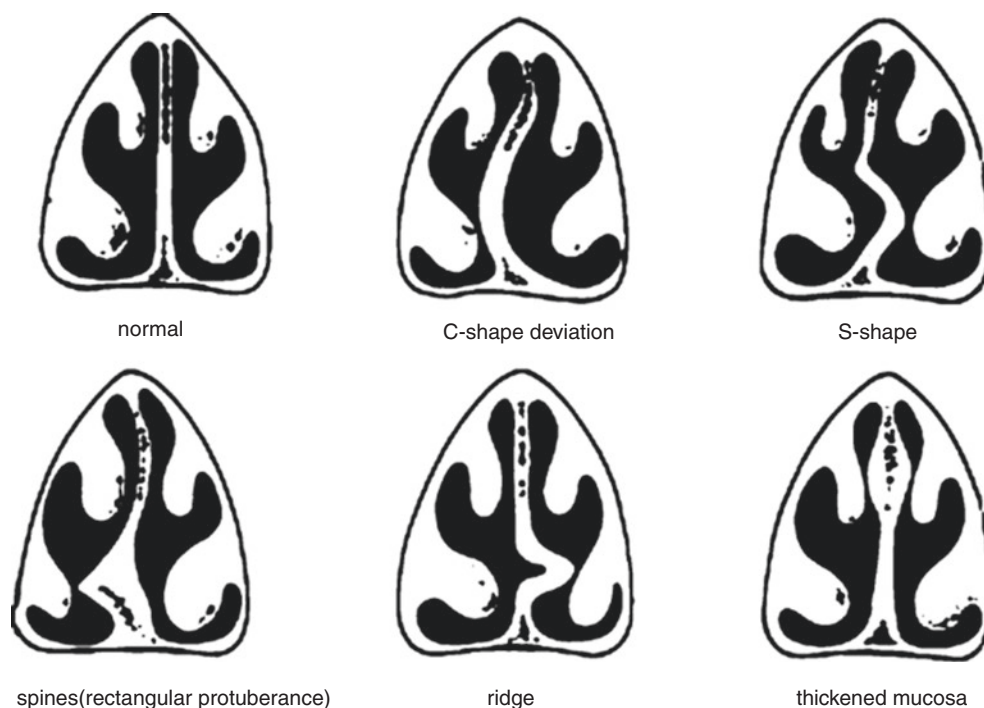 normal
C-shape deviation
S-shape
spines(rectangular protuberance)
ridge
thickened mucosa